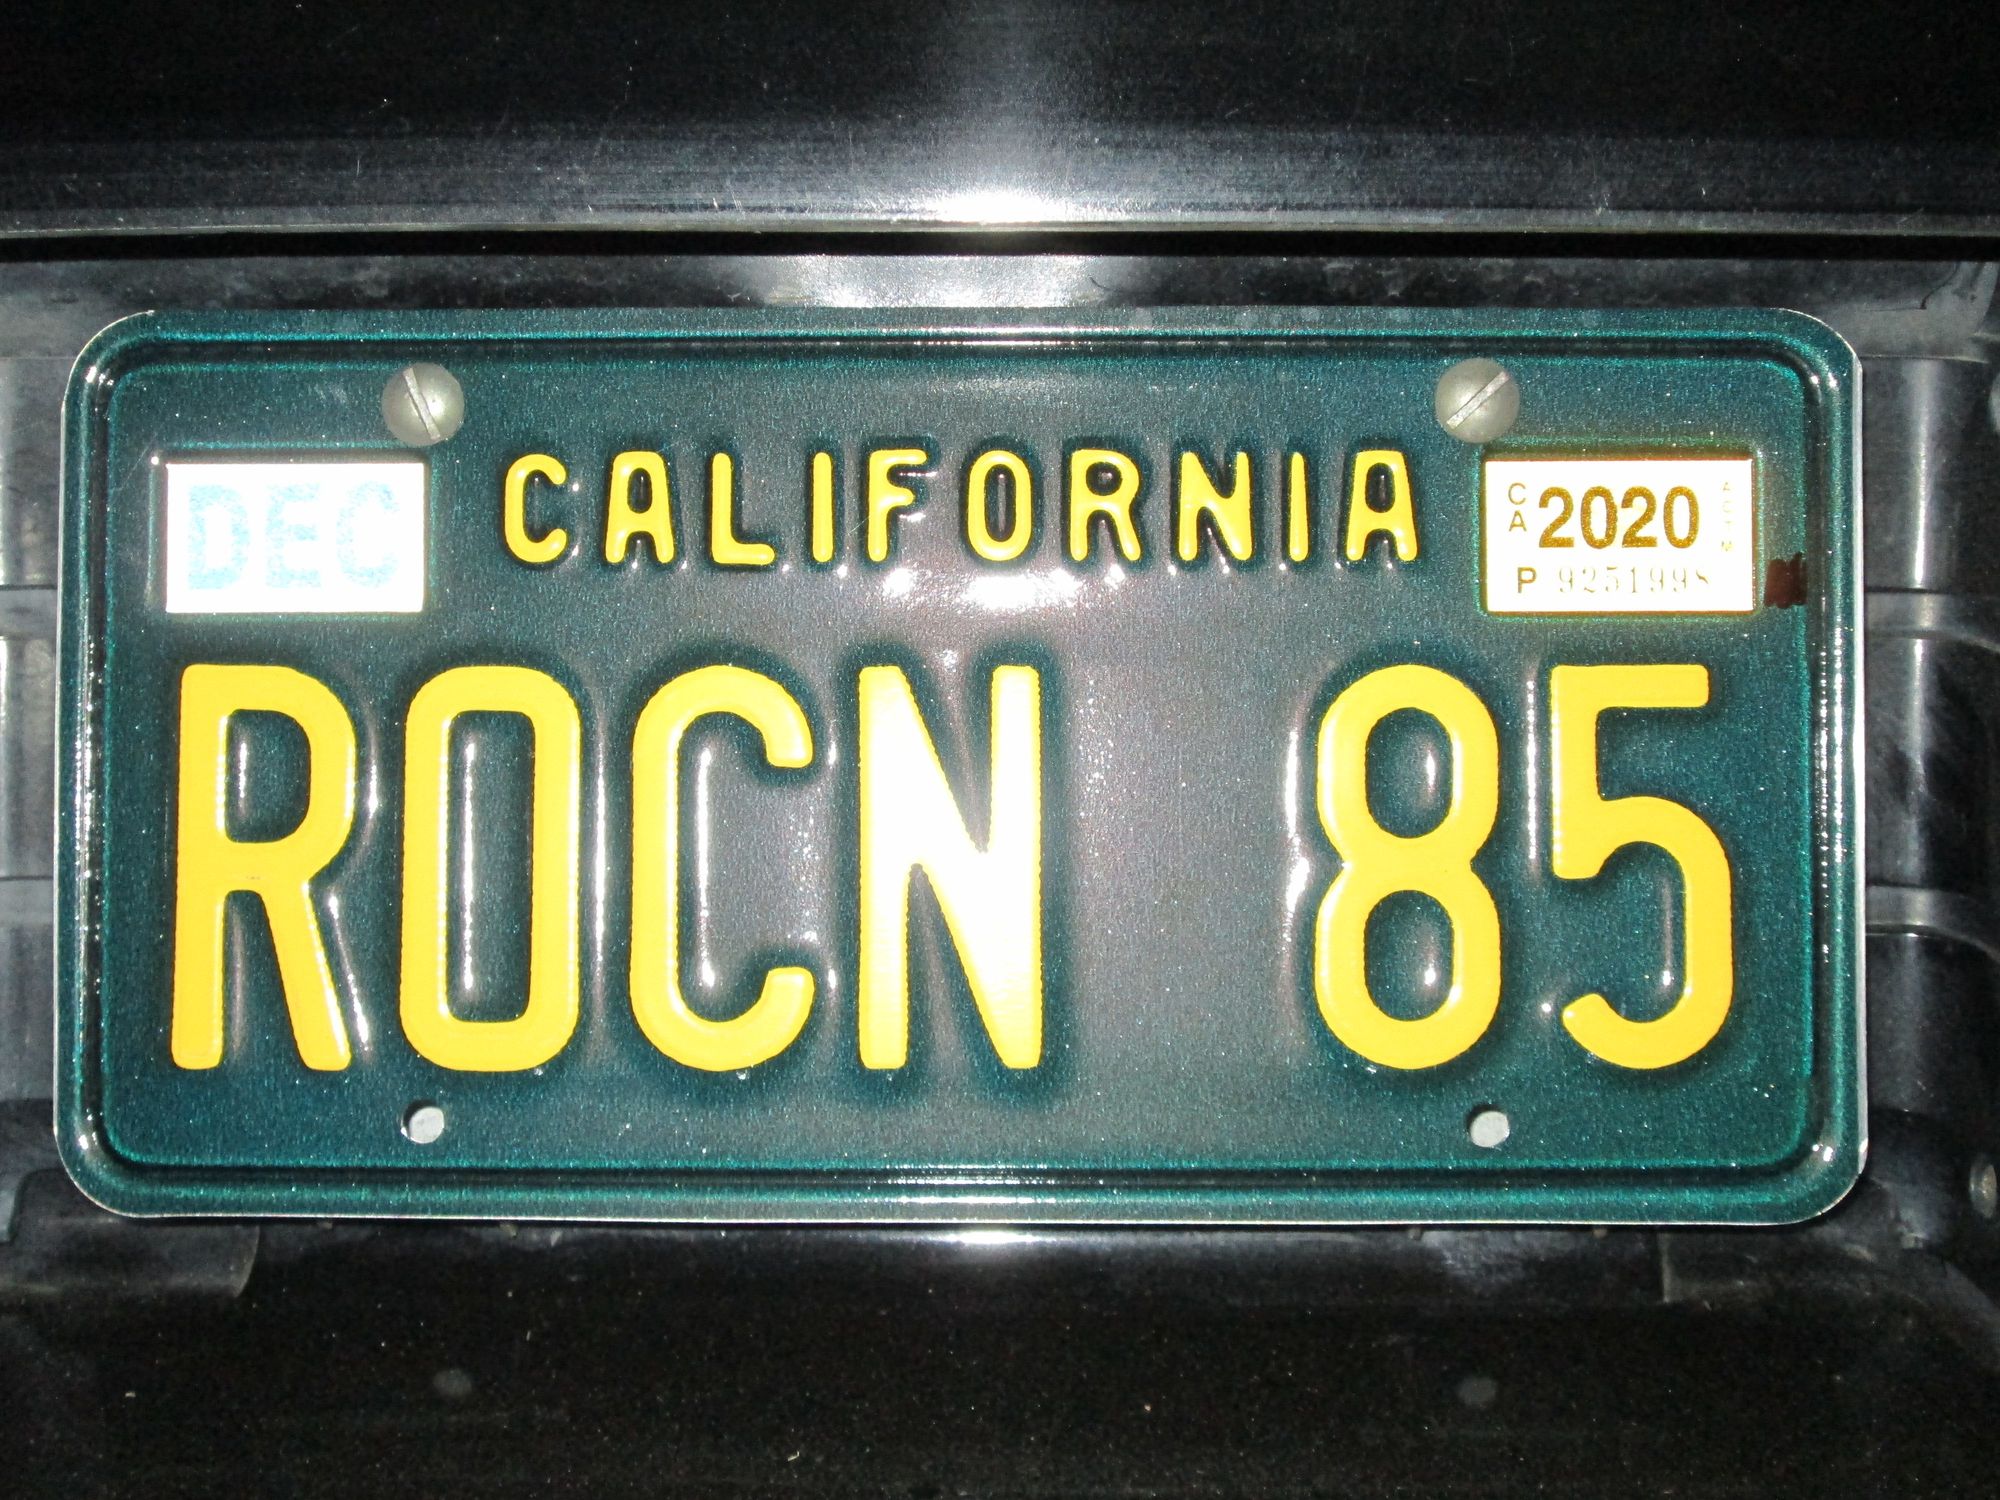 DEC
CALIFORNIA
CA 2020
P 9251998
ROCN 85